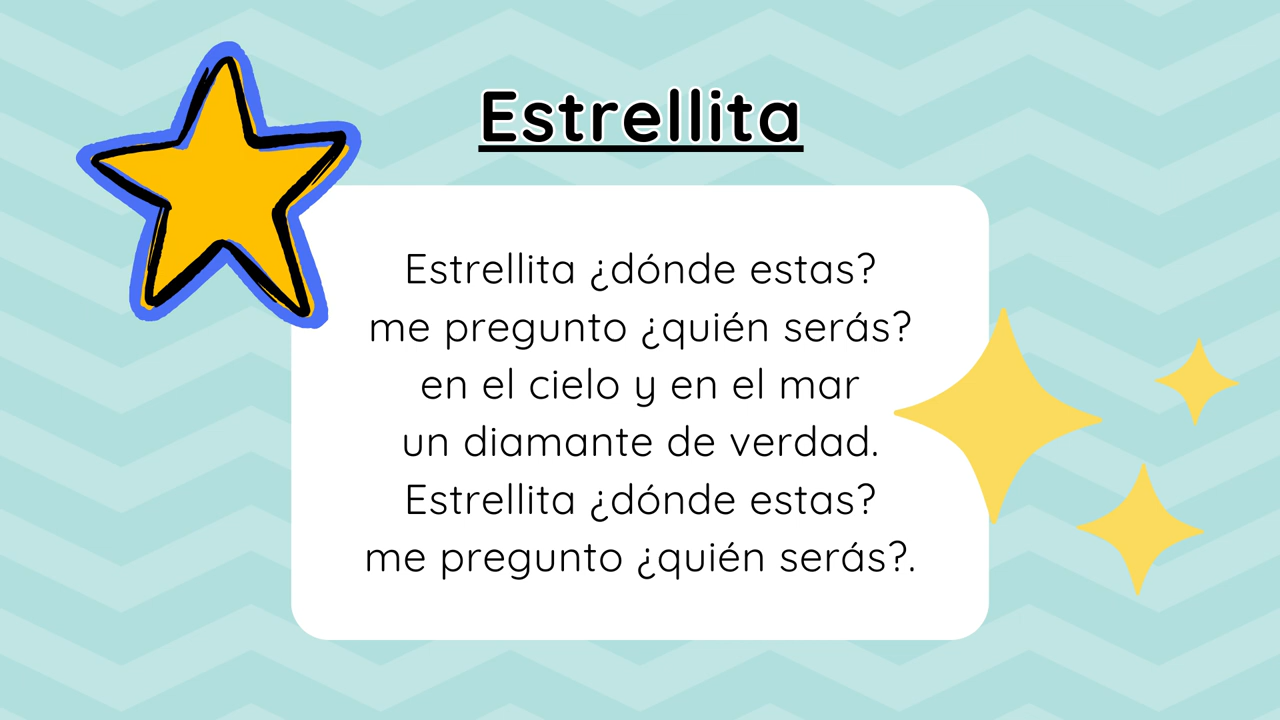 Estrellita
Estrellita ¿dónde estas?
me pregunto ¿quién serás?
en el cielo y en el mar
un diamante de verdad.
Estrellita ¿dónde estas?
me pregunto ¿quién serás?.